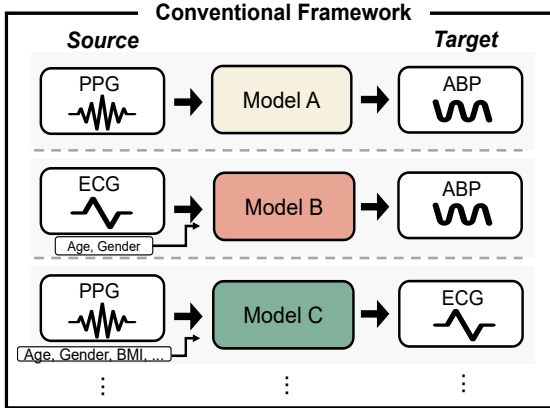 Conventional Framework
Source Target
PPG Model A ABP
ECG Model B ABP
Age, Gender
PPG Model C ECG
Age, Gender, BMI, ...
⋮ ⋮ ⋮